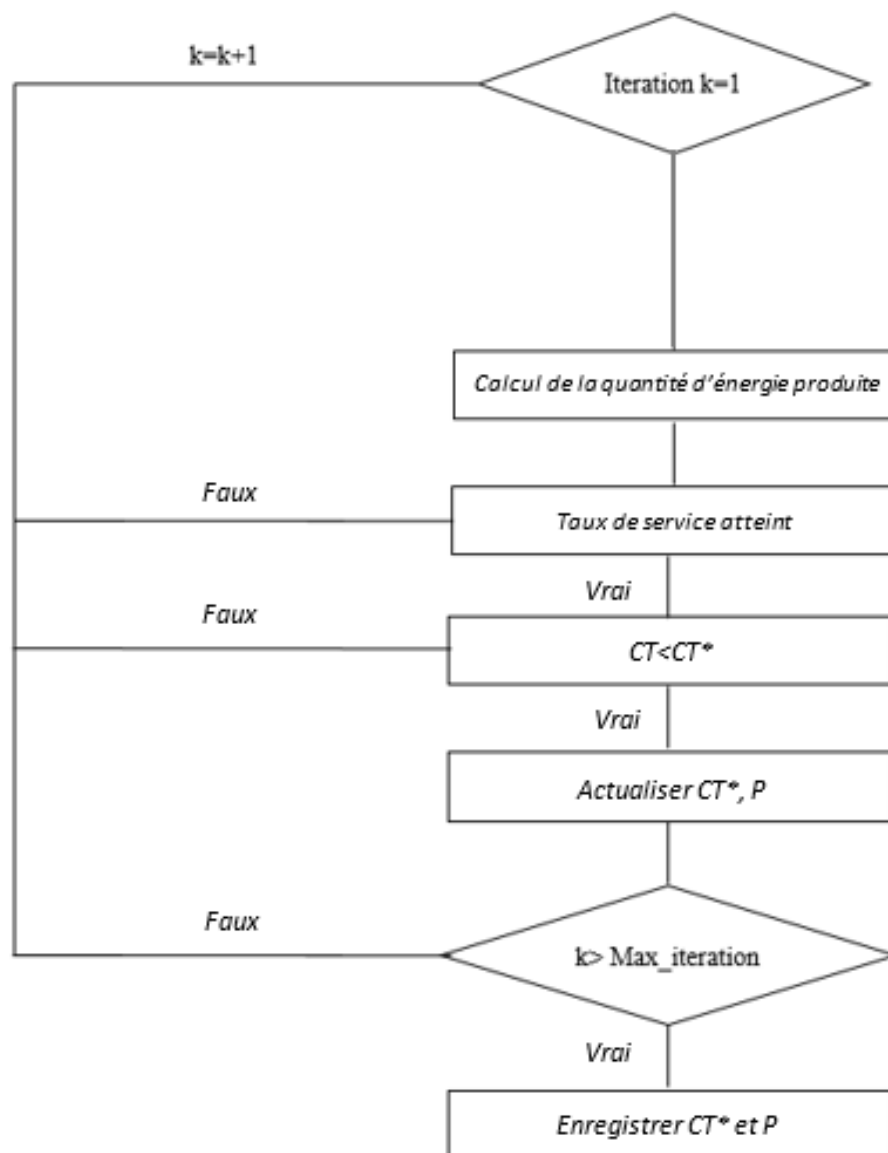 k=k+1
Iteration k=1
Calcul de la quantité d'énergie produite
Faux
Taux de service atteint
Vrai
Faux
CT<CT*
Vrai
Actualiser CT*, P
Faux
k> Max_iteration
Vrai
Enregistrer CT* et P